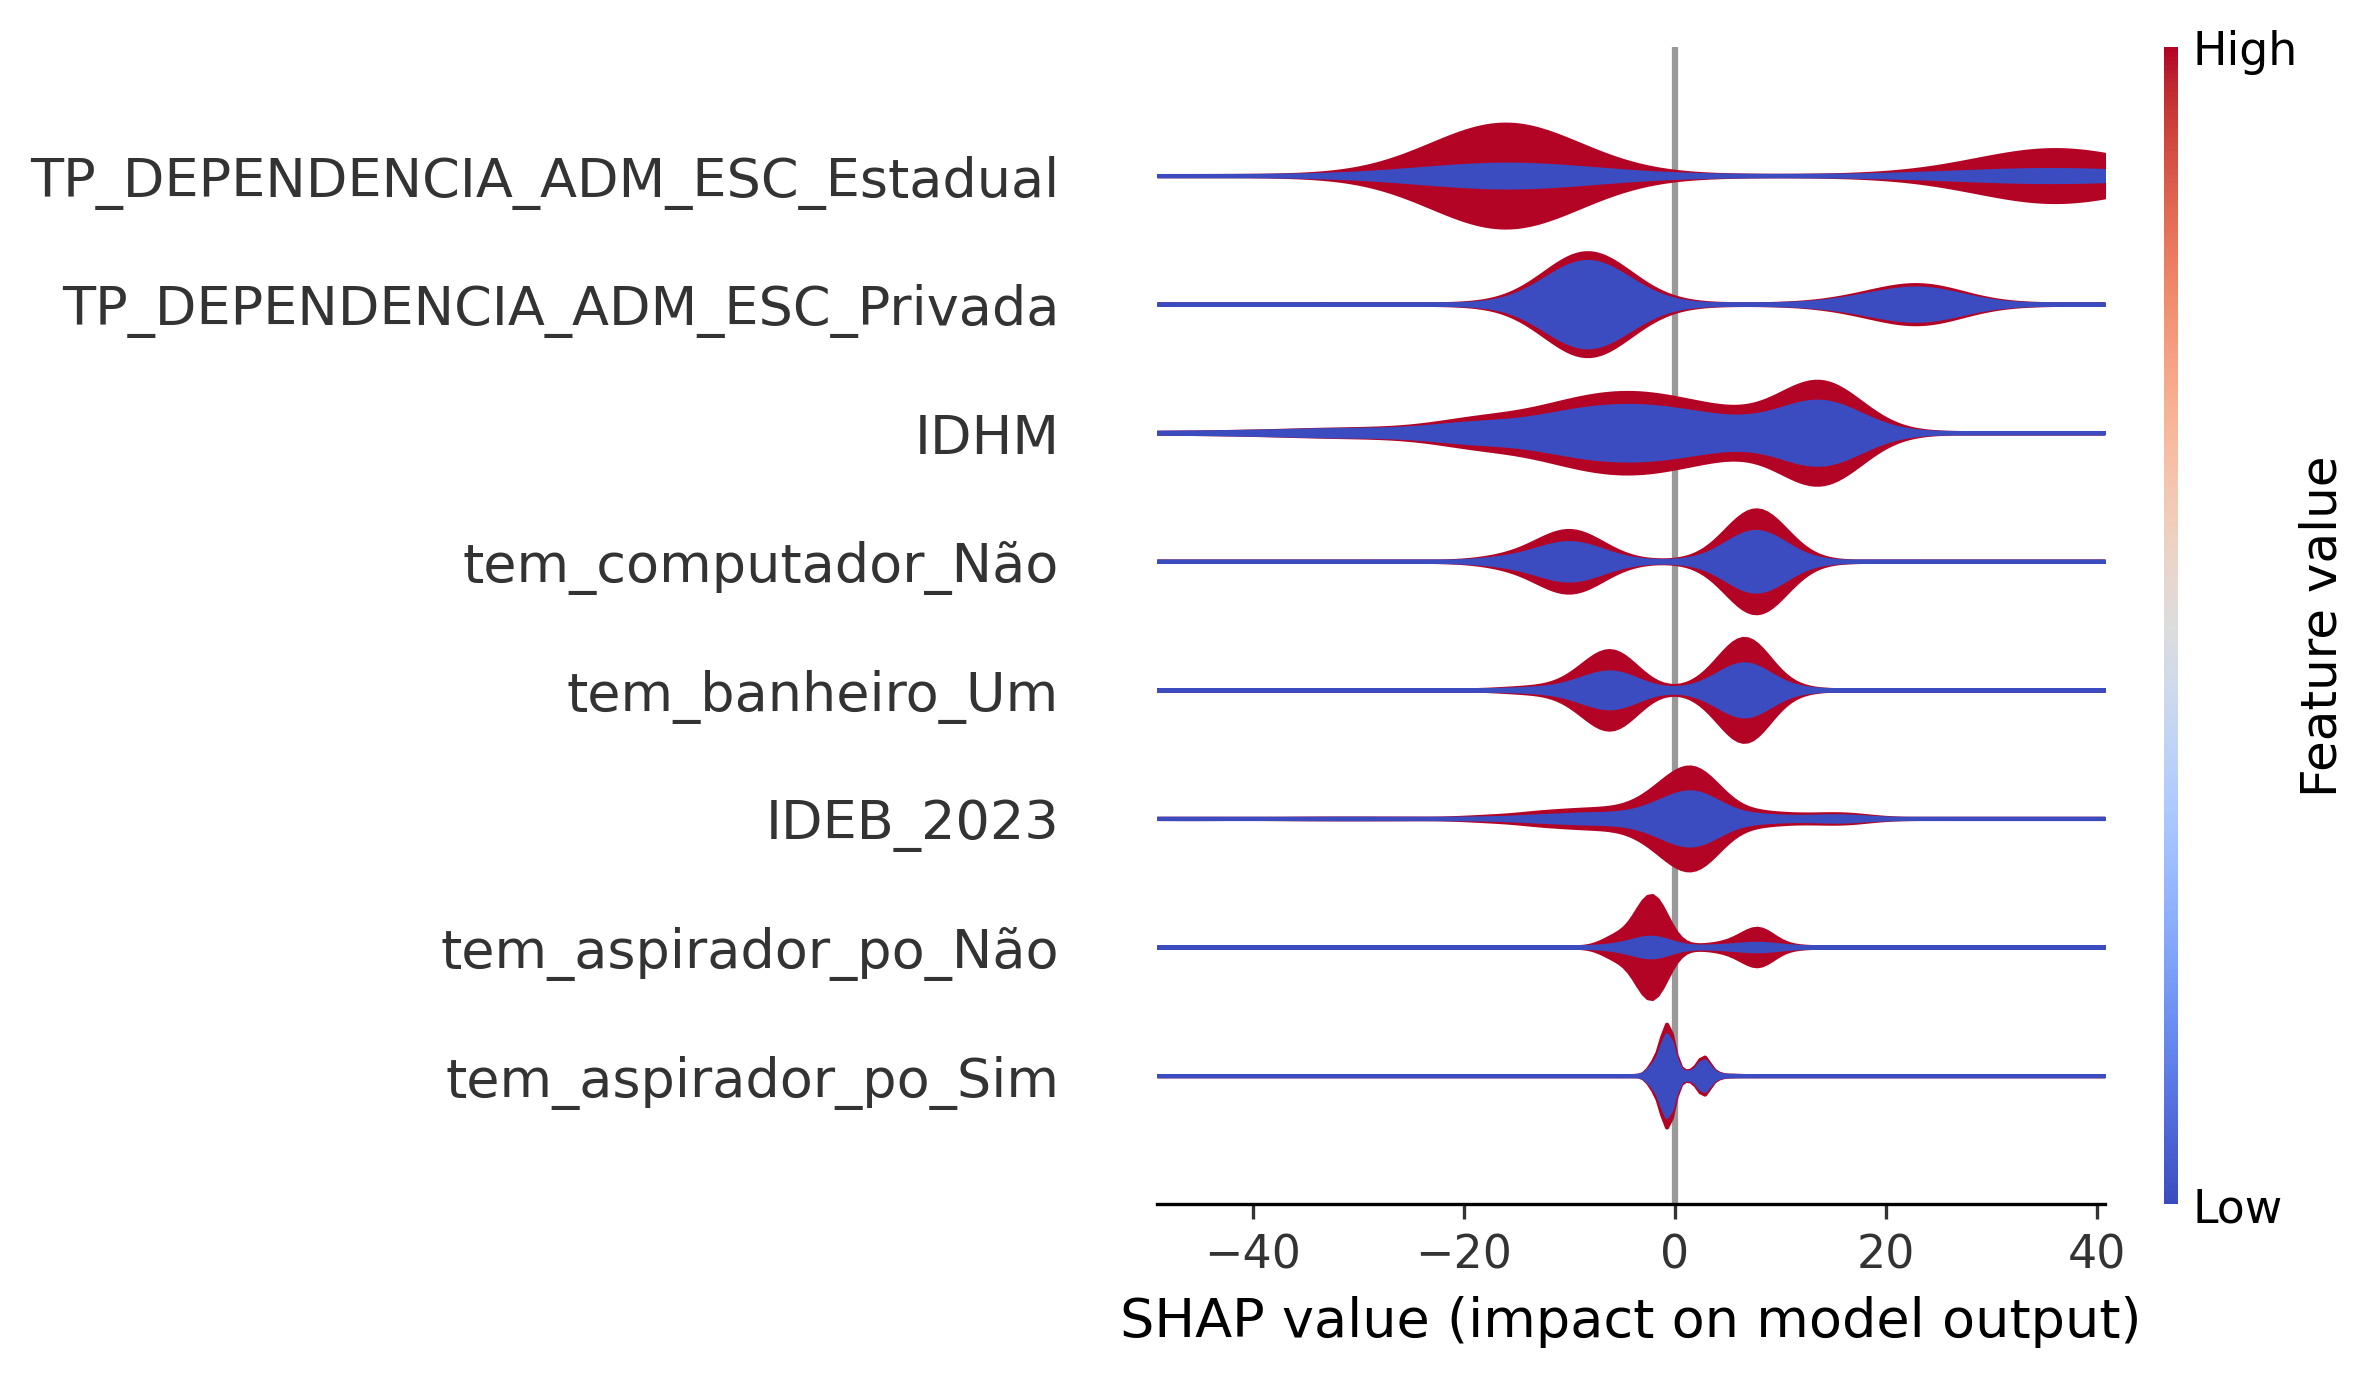 High
TP_DEPENDENCIA_ADM_ESC_Estadual
TP_DEPENDENCIA_ADM_ESC_Privada
IDHM
tem_computador_Não
tem_banheiro_Um
IDEB_2023
tem_aspirador_po_Não
tem_aspirador_po_Sim
Feature value
Low
−40 −20 0 20 40
SHAP value (impact on model output)